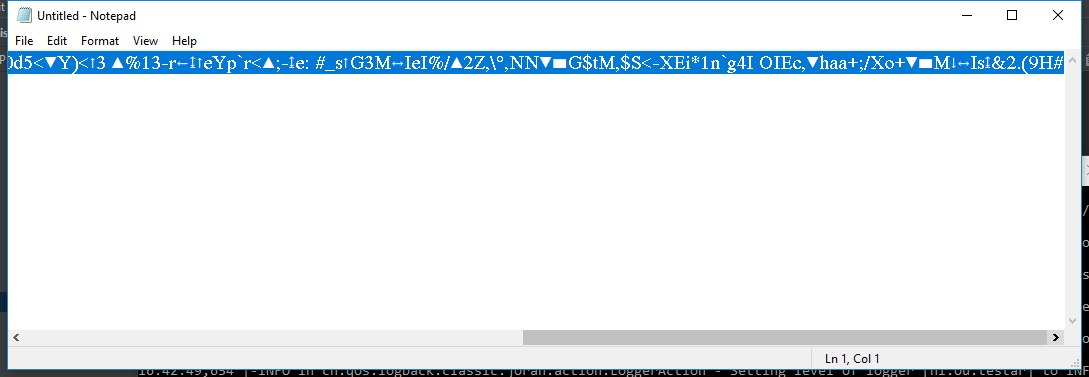 Untitled - Notepad
File Edit Format View Help
d5<▼Y)<↑3 ▲%13-r←↕↑eYp`r<▲;-↕e: #_s↑G3M↔IeI%/▲2Z,\°,NN▼▬G$tM,$S<-XEi*1n`g4I OIEc,▼haa+;/Xo+▼▬M↓↔Is↕&2.(9H#
Ln 1, Col 1
16:42:49,654 |-INFO in ch.qos.logback.classic.joran.action.LoggerAction - Setting level of logger [nl.ou.testar] to INF